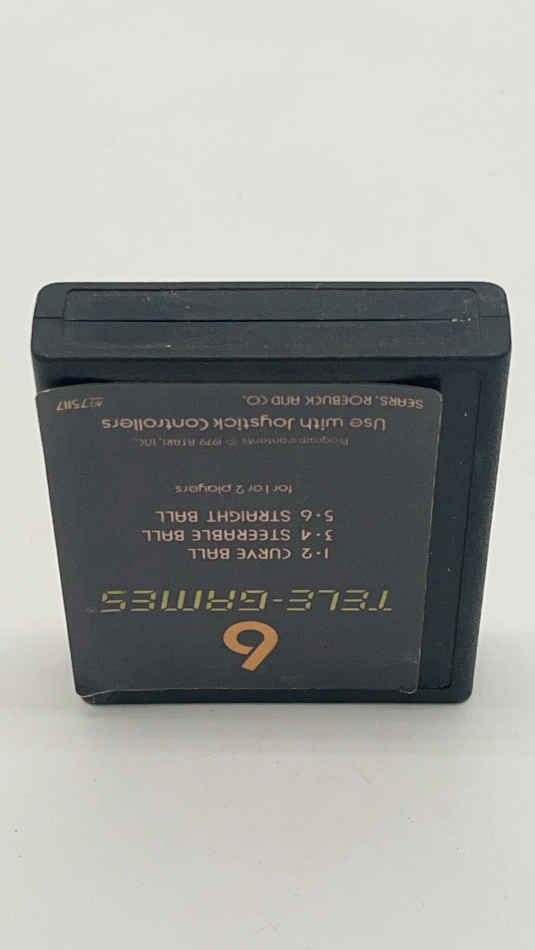 6
TELE-GAMES
1-2 CURVE BALL
3-4 STEERABLE BALL
5-6 STRAIGHT BALL
for 1 or 2 players
Program contents © 1979 ATARI, INC.
Use with Joystick Controllers
SEARS, ROEBUCK AND CO. 49 75117